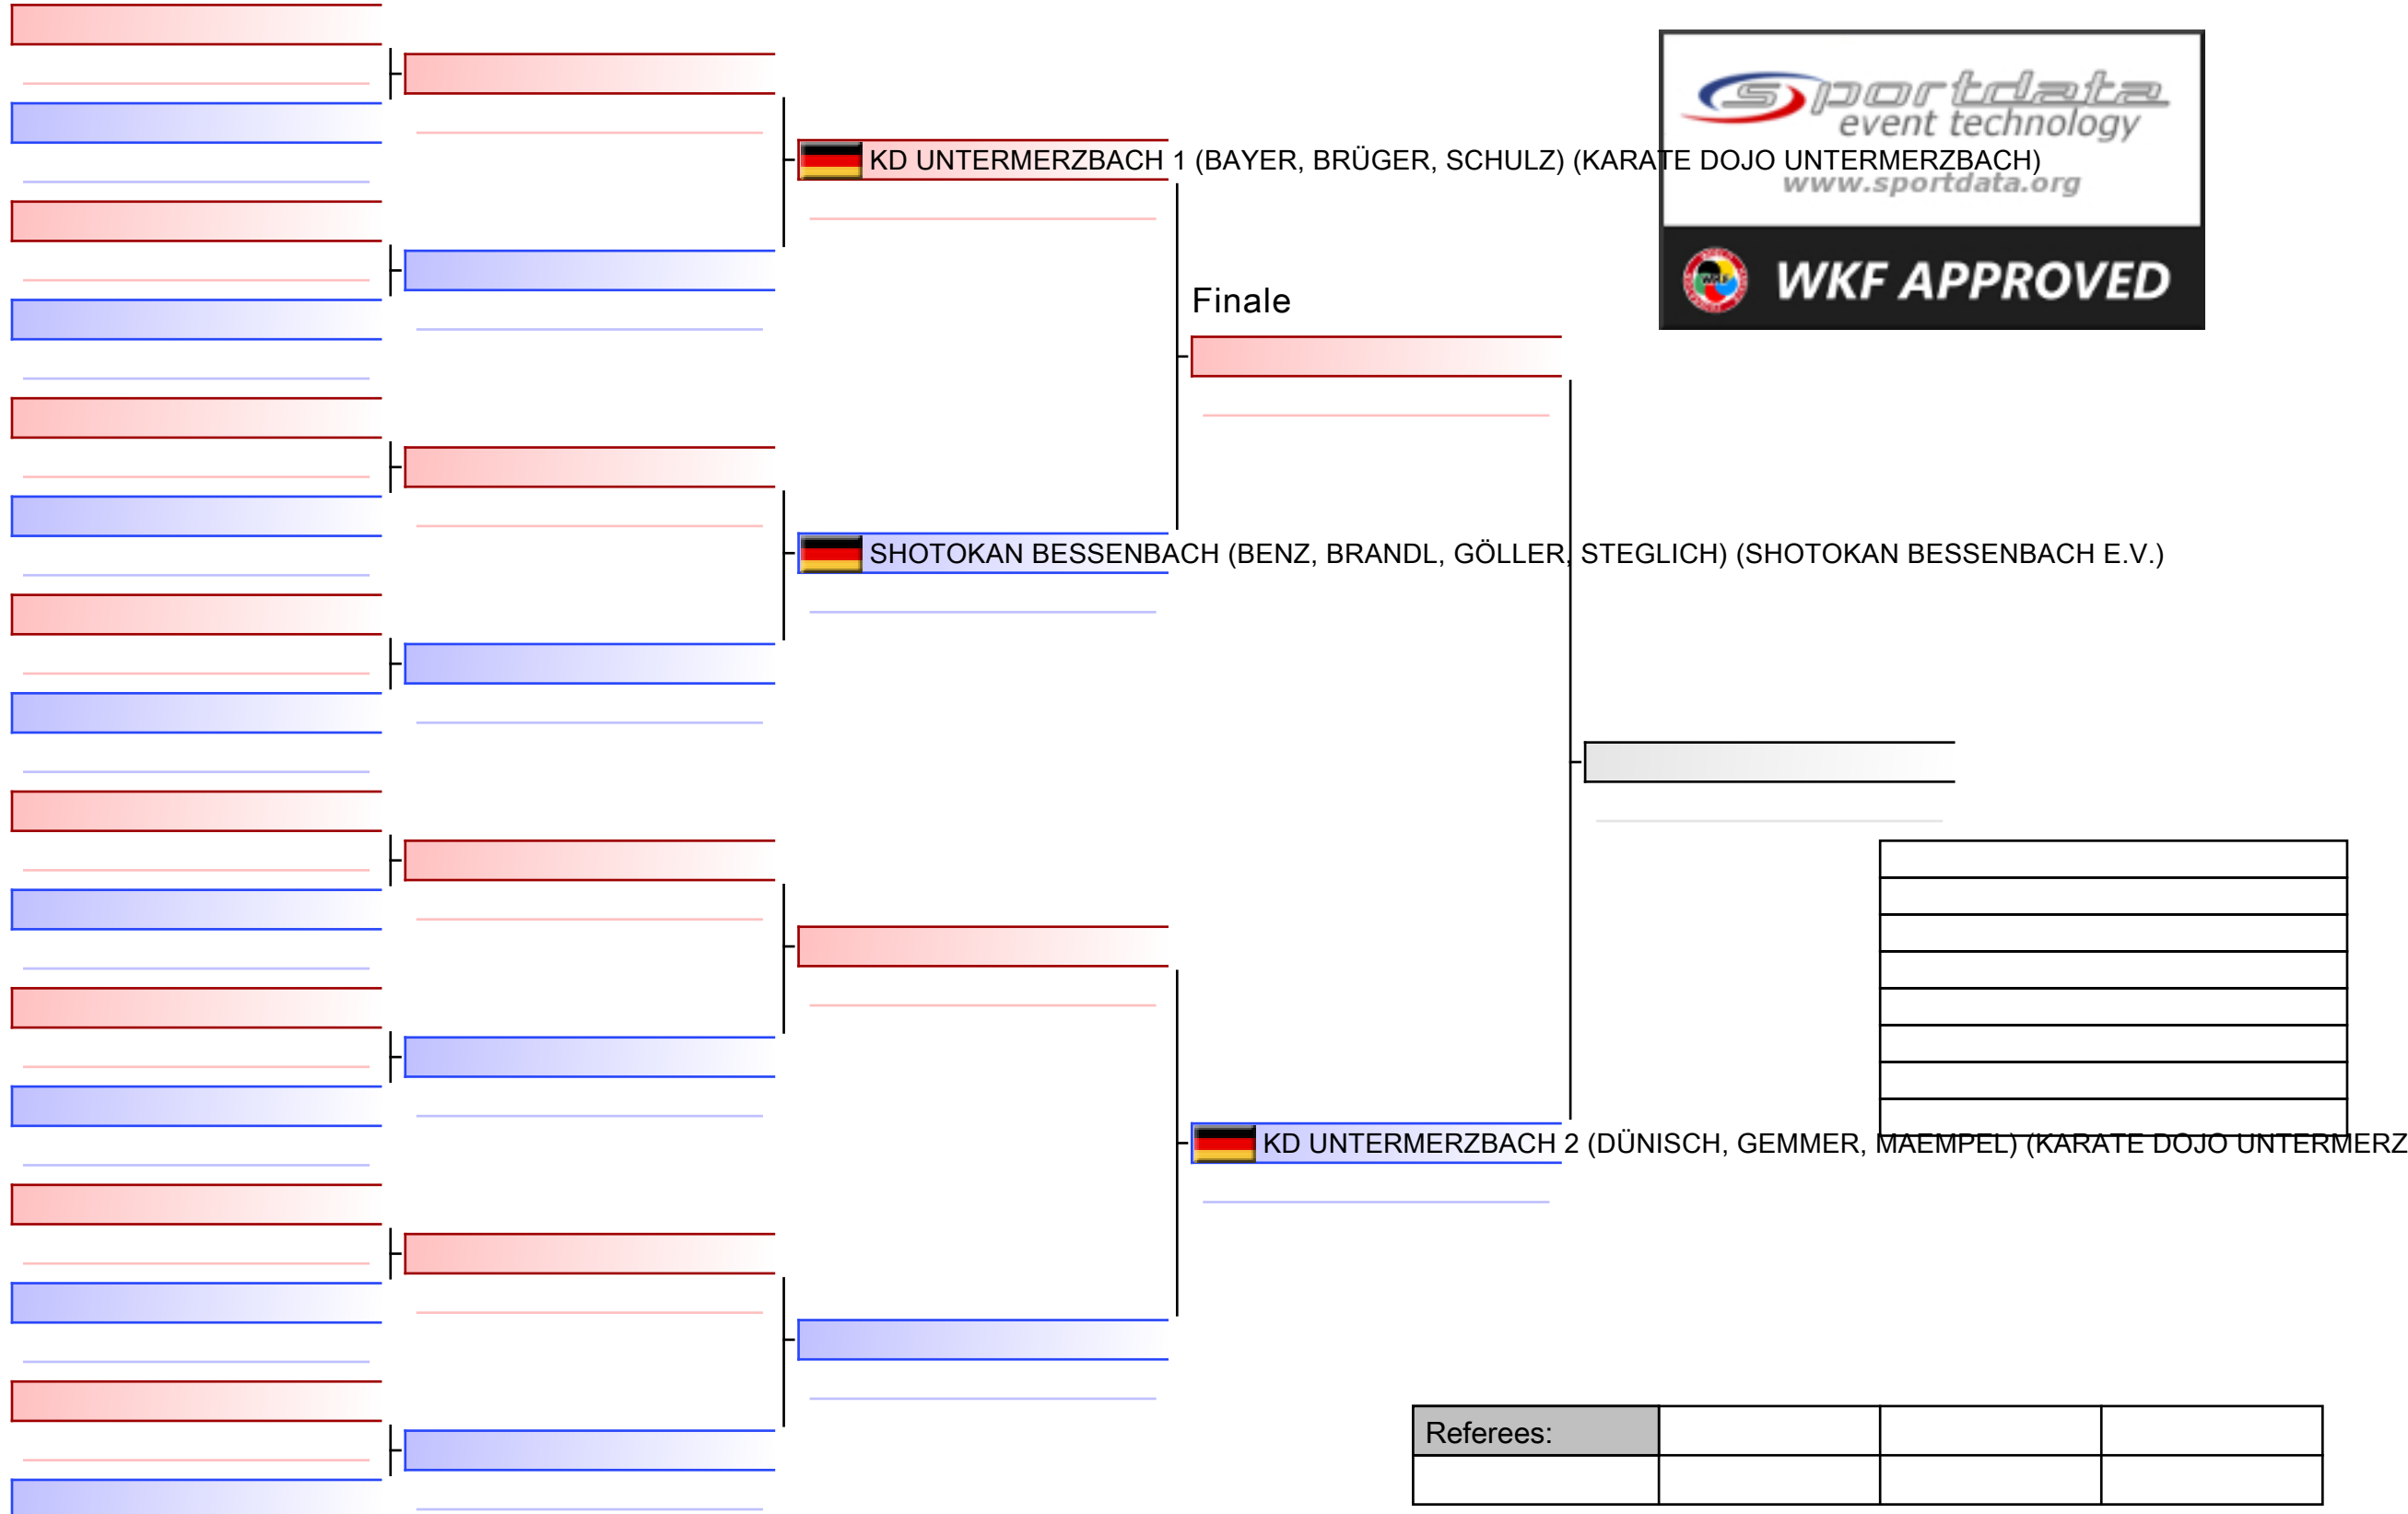 sportdata
event technology
www.sportdata.org
WKF APPROVED
KD UNTERMERZBACH 1 (BAYER, BRÜGER, SCHULZ) (KARATE DOJO UNTERMERZBACH)
Finale
SHOTOKAN BESSENBACH (BENZ, BRANDL, GÖLLER, STEGLICH) (SHOTOKAN BESSENBACH E.V.)
KD UNTERMERZBACH 2 (DÜNISCH, GEMMER, MAEMPEL) (KARATE DOJO UNTERMERZ
Referees: